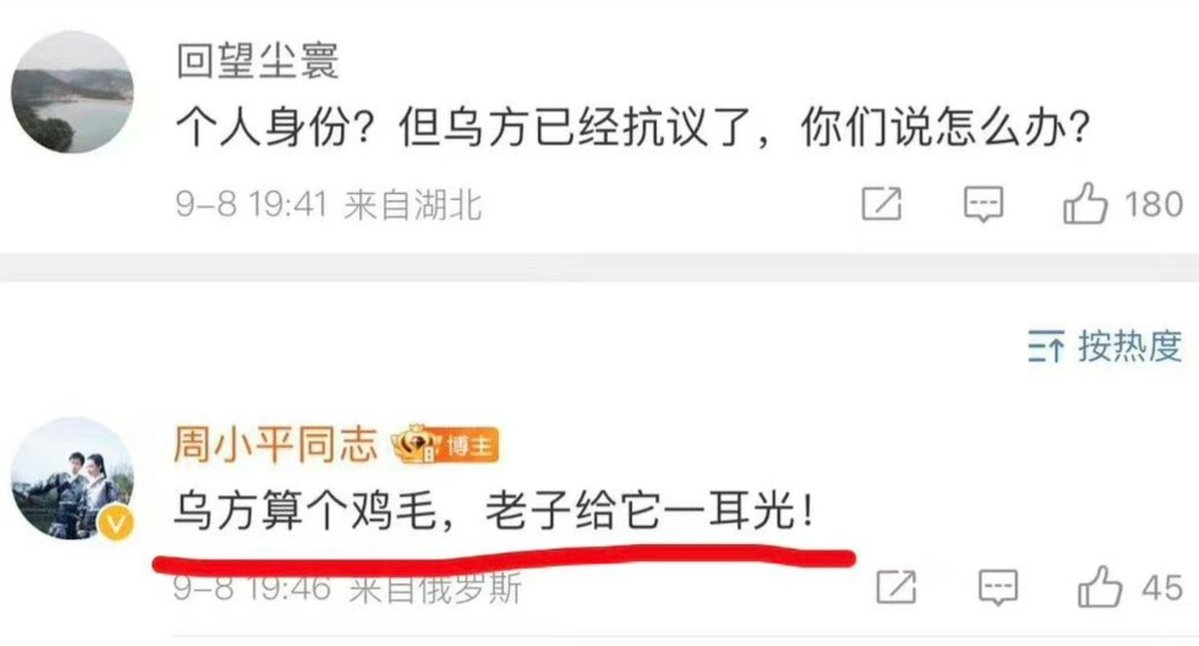 回望尘寰
个人身份？但乌方已经抗议了，你们说怎么办？
9-8 19:41 来自湖北
180
按热度
周小平同志 博主
乌方算个鸡毛，老子给它一耳光！
9-8 19:46 来自俄罗斯
45